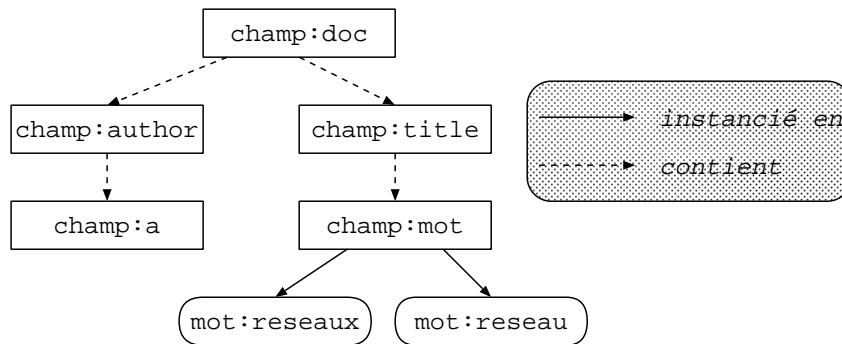 champ:doc
champ:author
champ:title
instancié en
contient
champ:a
champ:mot
mot:reseaux
mot:reseau